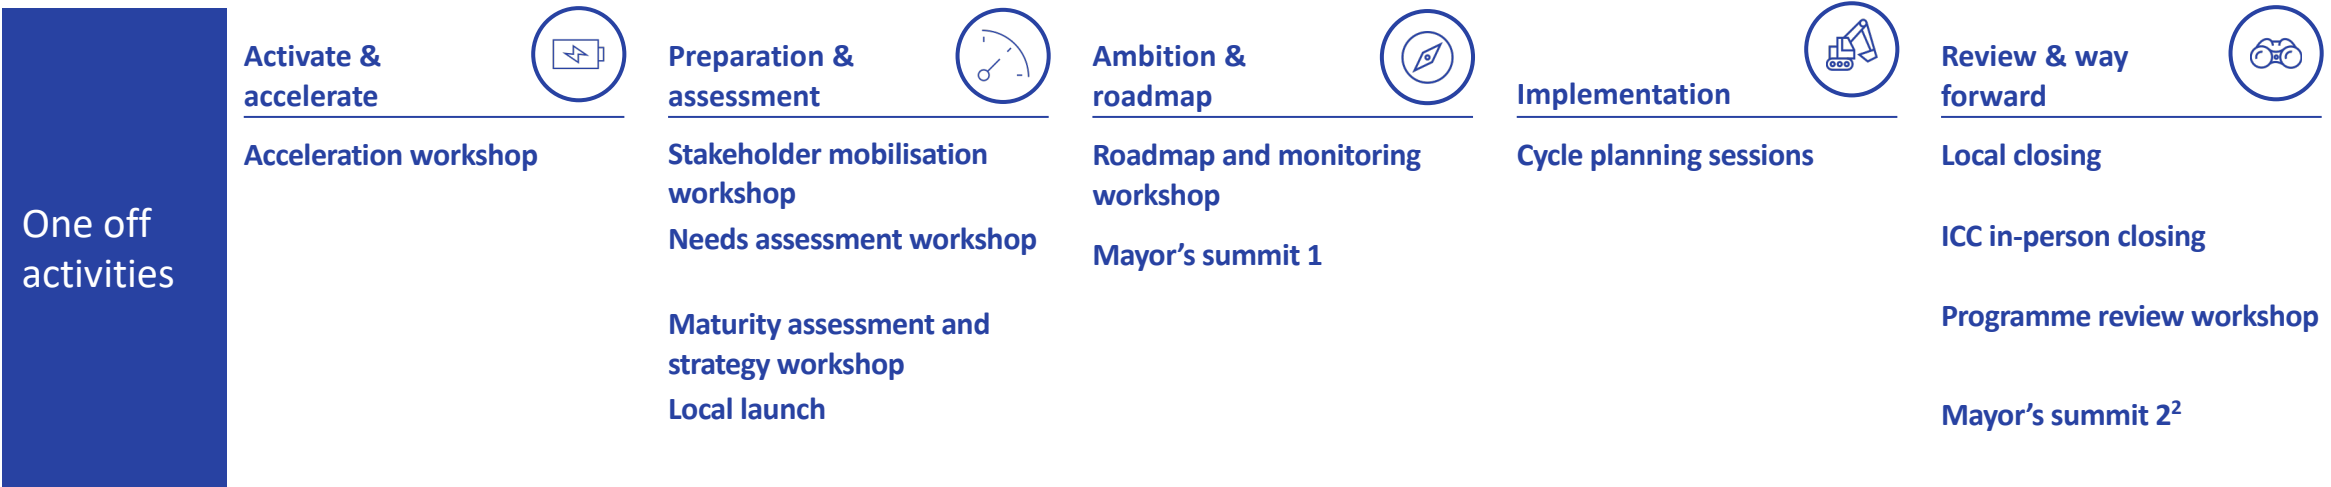 One off
activities
Activate &
accelerate
Acceleration workshop
Preparation &
assessment
Stakeholder mobilisation
workshop
Needs assessment workshop
Maturity assessment and
strategy workshop
Local launch
Ambition &
roadmap
Roadmap and monitoring
workshop
Mayor’s summit 1
Implementation
Cycle planning sessions
Review & way
forward
Local closing
ICC in-person closing
Programme review workshop
Mayor’s summit 2²